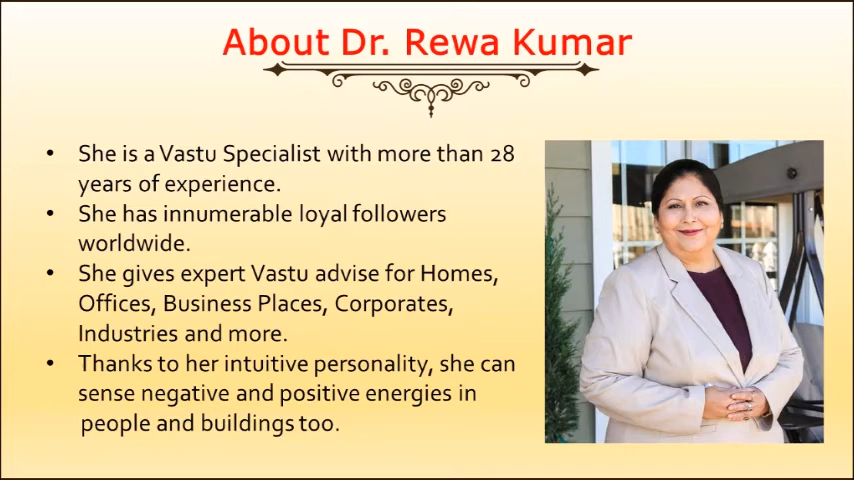 About Dr. Rewa Kumar
• She is a Vastu Specialist with more than 28
years of experience.
• She has innumerable loyal followers
worldwide.
• She gives expert Vastu advise for Homes,
Offices, Business Places, Corporates,
Industries and more.
• Thanks to her intuitive personality, she can
sense negative and positive energies in
people and buildings too.